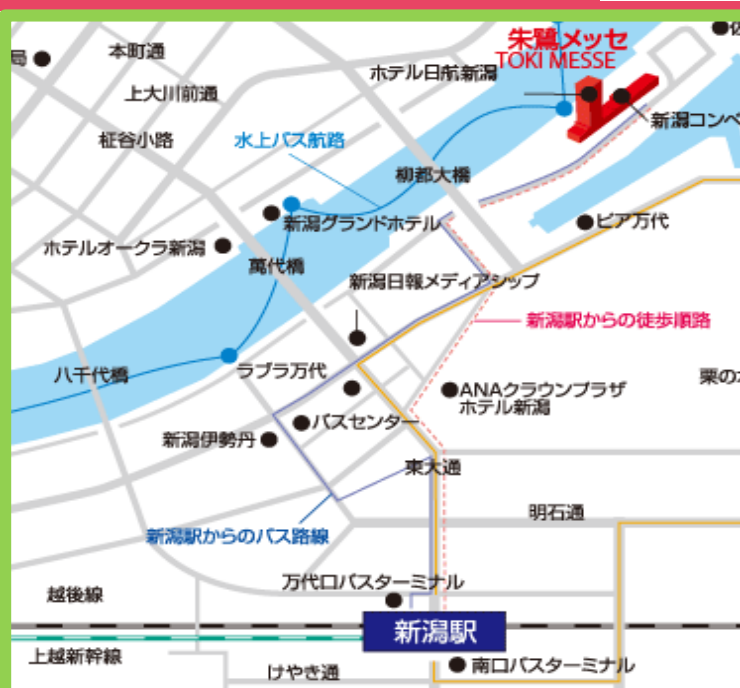 朱鷺メッセ
TOKI MESSE
局
本町通
上大川前通
柾谷小路
ホテル日航新潟
新潟コンベ
水上バス航路
柳都大橋
新潟グランドホテル
ピア万代
ホテルオークラ新潟
萬代橋
新潟日報メディアシップ
新潟駅からの徒歩順路
八千代橋
ラブラ万代
ANAクラウンプラザ
ホテル新潟
栗の木
バスセンター
新潟伊勢丹
東大通
明石通
新潟駅からのバス路線
万代口バスターミナル
越後線
新潟駅
上越新幹線
けやき通
南口バスターミナル